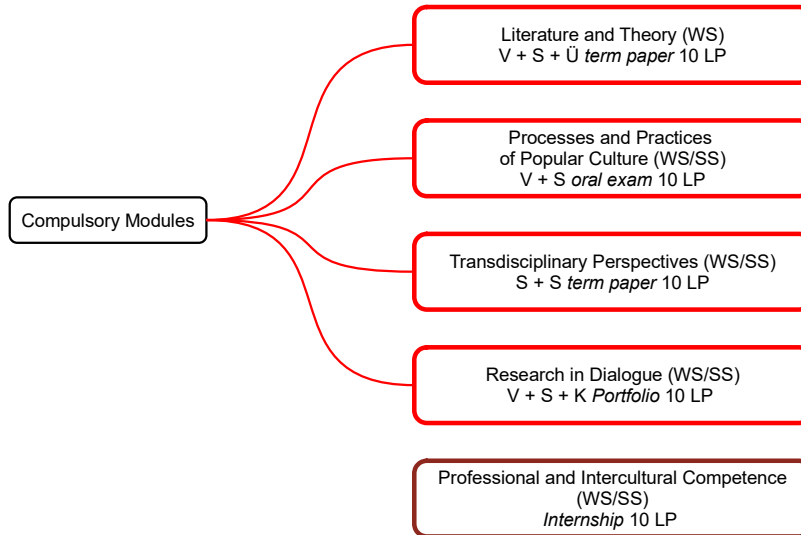 Literature and Theory (WS)
V + S + Ü term paper 10 LP
Processes and Practices
of Popular Culture (WS/SS)
V + S oral exam 10 LP
Compulsory Modules
Transdisciplinary Perspectives (WS/SS)
S + S term paper 10 LP
Research in Dialogue (WS/SS)
V + S + K Portfolio 10 LP
Professional and Intercultural Competence
(WS/SS)
Internship 10 LP